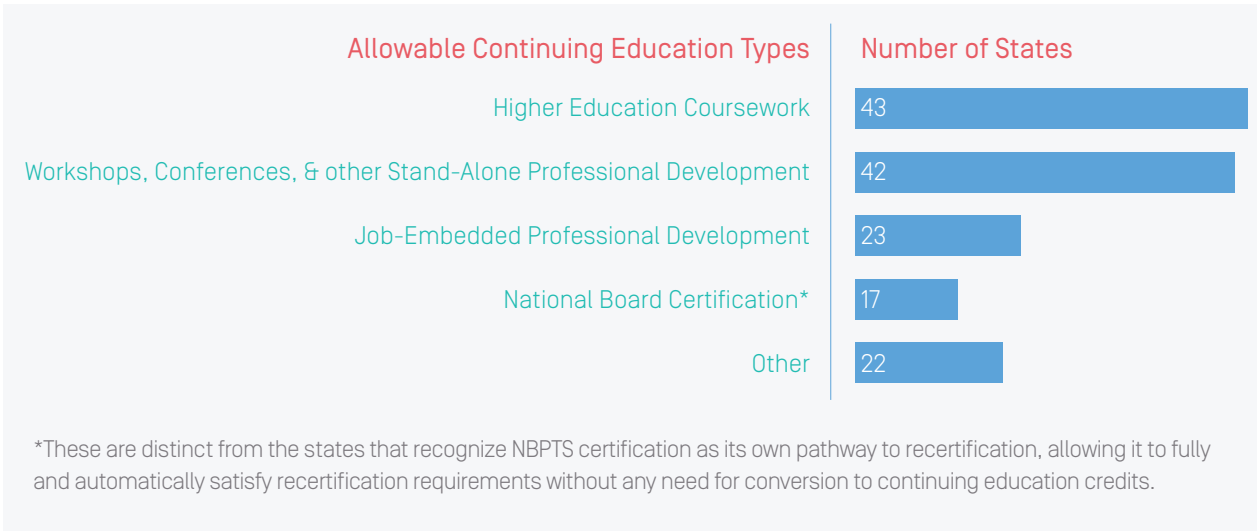 Allowable Continuing Education Types Number of States
Higher Education Coursework 43
Workshops, Conferences, & other Stand-Alone Professional Development 42
Job-Embedded Professional Development 23
National Board Certification* 17
Other 22
*These are distinct from the states that recognize NBPTS certification as its own pathway to recertification, allowing it to fully
and automatically satisfy recertification requirements without any need for conversion to continuing education credits.